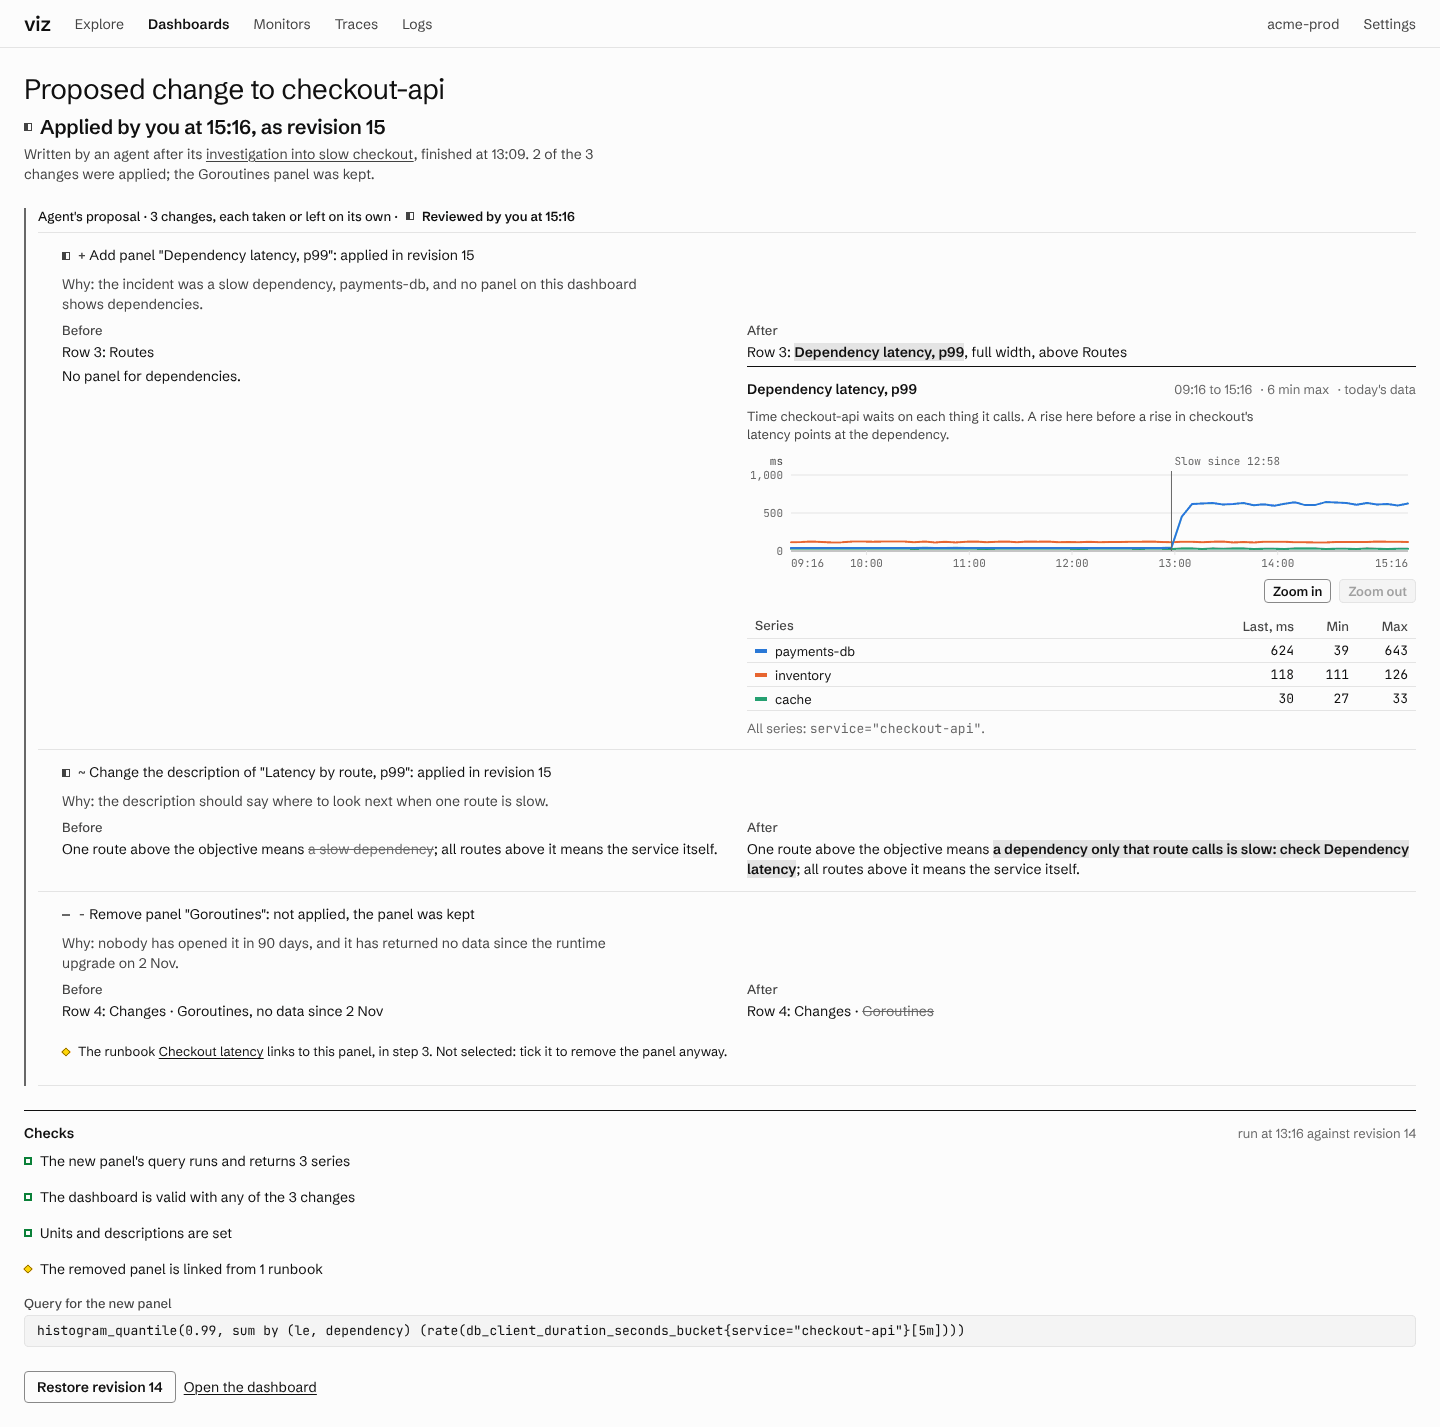 viz Explore Dashboards Monitors Traces Logs acme-prod Settings
Proposed change to checkout-api
Applied by you at 15:16, as revision 15
Written by an agent after its investigation into slow checkout, finished at 13:09. 2 of the 3
changes were applied; the Goroutines panel was kept.
Agent's proposal · 3 changes, each taken or left on its own · Reviewed by you at 15:16
+ Add panel "Dependency latency, p99": applied in revision 15
Why: the incident was a slow dependency, payments-db, and no panel on this dashboard
shows dependencies.
Before
Row 3: Routes
No panel for dependencies.
After
Row 3: Dependency latency, p99, full width, above Routes
Dependency latency, p99 09:16 to 15:16 · 6 min max · today's data
Time checkout-api waits on each thing it calls. A rise here before a rise in checkout's
latency points at the dependency.
ms Slow since 12:58
1,000
500
0
09:16 10:00 11:00 12:00 13:00 14:00 15:16
Zoom in Zoom out
Series Last, ms Min Max
payments-db 624 39 643
inventory 118 111 126
cache 30 27 33
All series: service="checkout-api".
~ Change the description of "Latency by route, p99": applied in revision 15
Why: the description should say where to look next when one route is slow.
Before
One route above the objective means a slow dependency; all routes above it means the service itself.
After
One route above the objective means a dependency only that route calls is slow: check Dependency
latency; all routes above it means the service itself.
- Remove panel "Goroutines": not applied, the panel was kept
Why: nobody has opened it in 90 days, and it has returned no data since the runtime
upgrade on 2 Nov.
Before
Row 4: Changes · Goroutines, no data since 2 Nov
After
Row 4: Changes · Goroutines
The runbook Checkout latency links to this panel, in step 3. Not selected: tick it to remove the panel anyway.
Checks run at 13:16 against revision 14
The new panel's query runs and returns 3 series
The dashboard is valid with any of the 3 changes
Units and descriptions are set
The removed panel is linked from 1 runbook
Query for the new panel
histogram_quantile(0.99, sum by (le, dependency) (rate(db_client_duration_seconds_bucket{service="checkout-api"}[5m])))
Restore revision 14 Open the dashboard